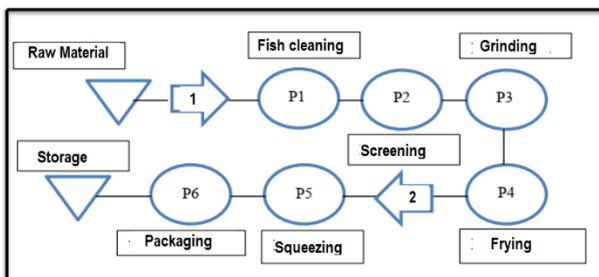 Raw Material
Fish cleaning
Grinding
1
P1
P2
P3
Storage
Screening
P6
P5
2
P4
Packaging
Squeezing
Frying